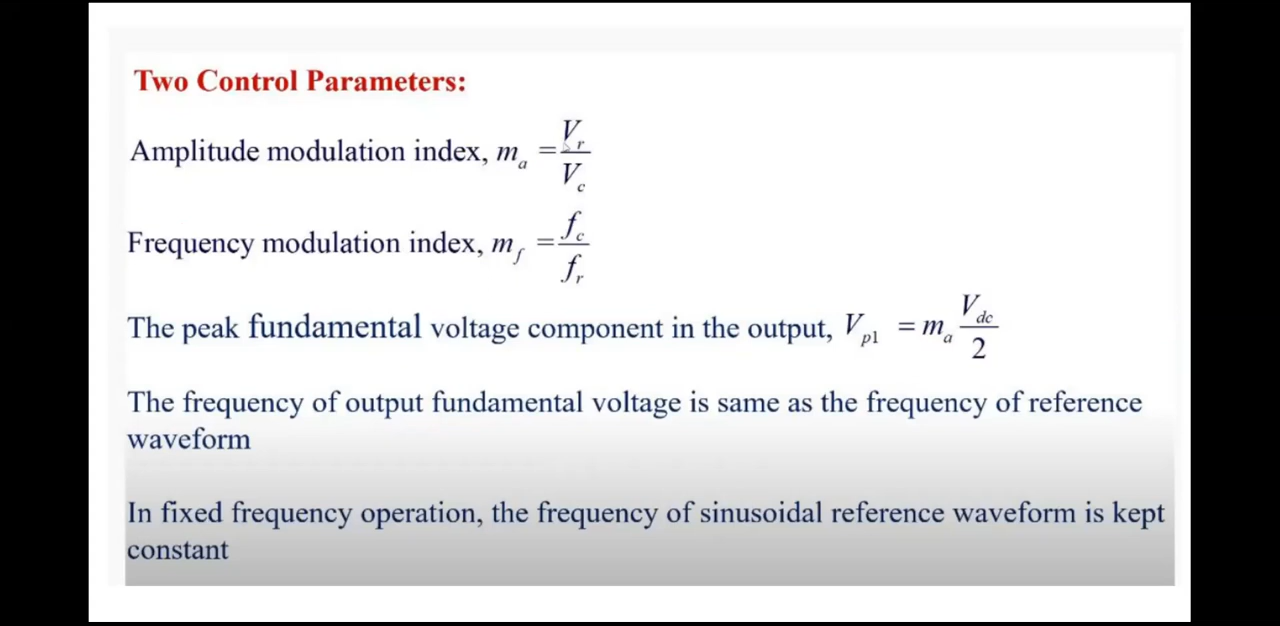 Two Control Parameters:
Amplitude modulation index, m_a = V_r / V_c
Frequency modulation index, m_f = f_c / f_r
The peak fundamental voltage component in the output, V_p1 = m_a V_dc / 2
The frequency of output fundamental voltage is same as the frequency of reference
waveform
In fixed frequency operation, the frequency of sinusoidal reference waveform is kept
constant